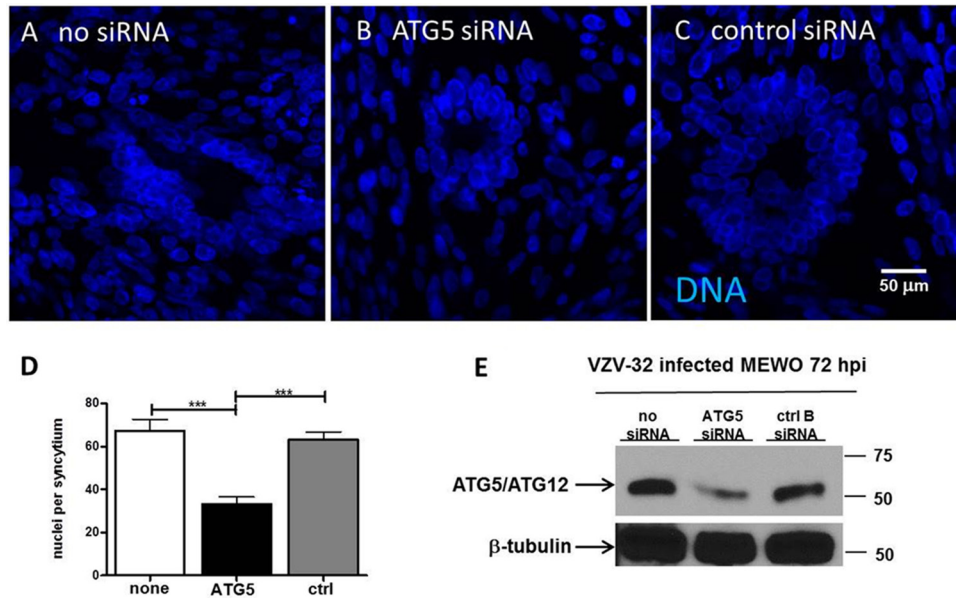 A no siRNA
B ATG5 siRNA
C control siRNA
DNA
50 µm
D
nuclei per syncytium
80
60
40
20
0
***
***
none
ATG5
ctrl
E
VZV-32 infected MEWO 72 hpi
no siRNA
ATG5 siRNA
ctrl B siRNA
ATG5/ATG12
75
50
β-tubulin
50